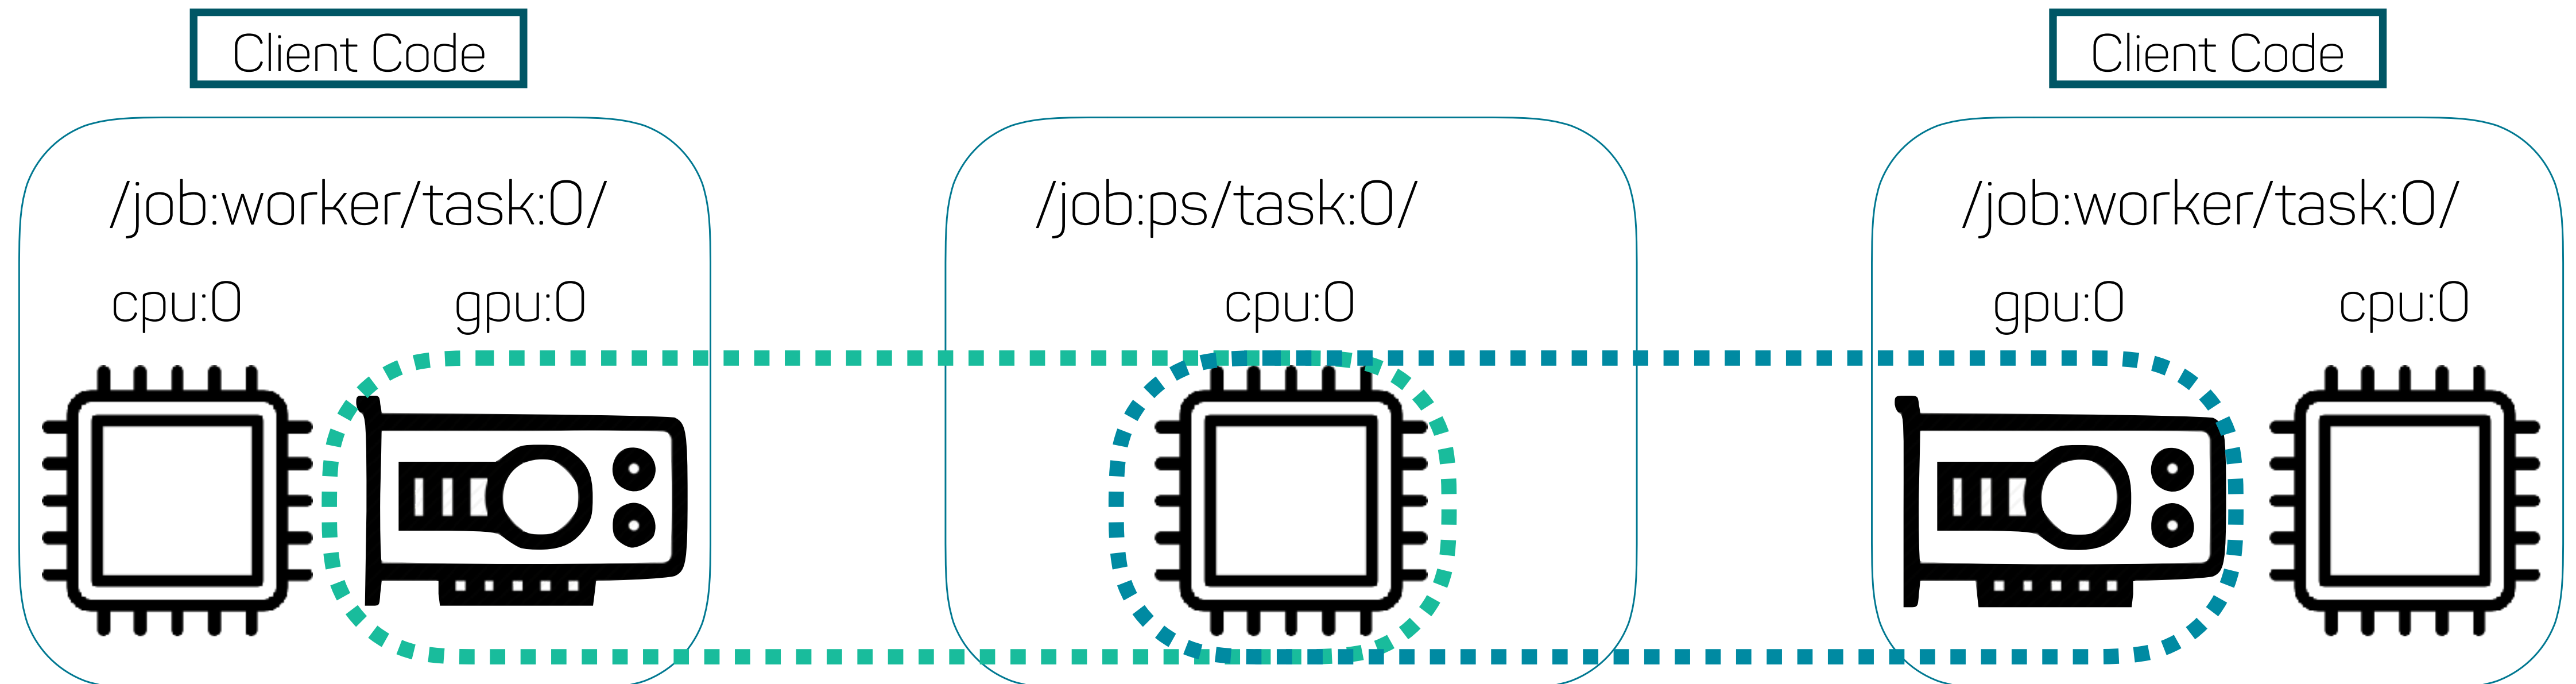 Client Code
Client Code
/job:worker/task:0/
/job:ps/task:0/
/job:worker/task:0/
cpu:0
gpu:0
cpu:0
gpu:0
cpu:0